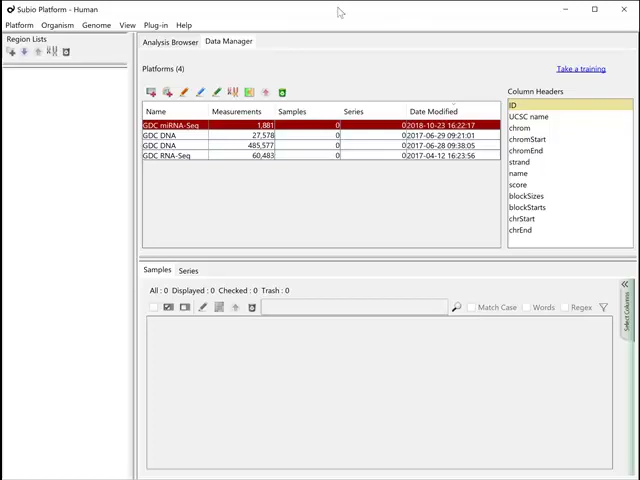 Subio Platform - Human
Platform Organism Genome View Plug-in Help
Region Lists
Analysis Browser Data Manager
Platforms (4)
Take a training
Name Measurements Samples Series Date Modified
GDC miRNA-Seq 1,881 0 0 2018-10-23 16:22:17
GDC DNA 27,578 0 0 2017-06-29 09:21:01
GDC DNA 485,577 0 0 2017-06-28 09:38:05
GDC RNA-Seq 60,483 0 0 2017-04-12 16:23:56
Column Headers
ID
UCSC name
chrom
chromStart
chromEnd
strand
name
score
blockSizes
blockStarts
chrStart
chrEnd
Samples Series
All : 0 Displayed : 0 Checked : 0 Trash : 0
Match Case Words Regex
Select Columns